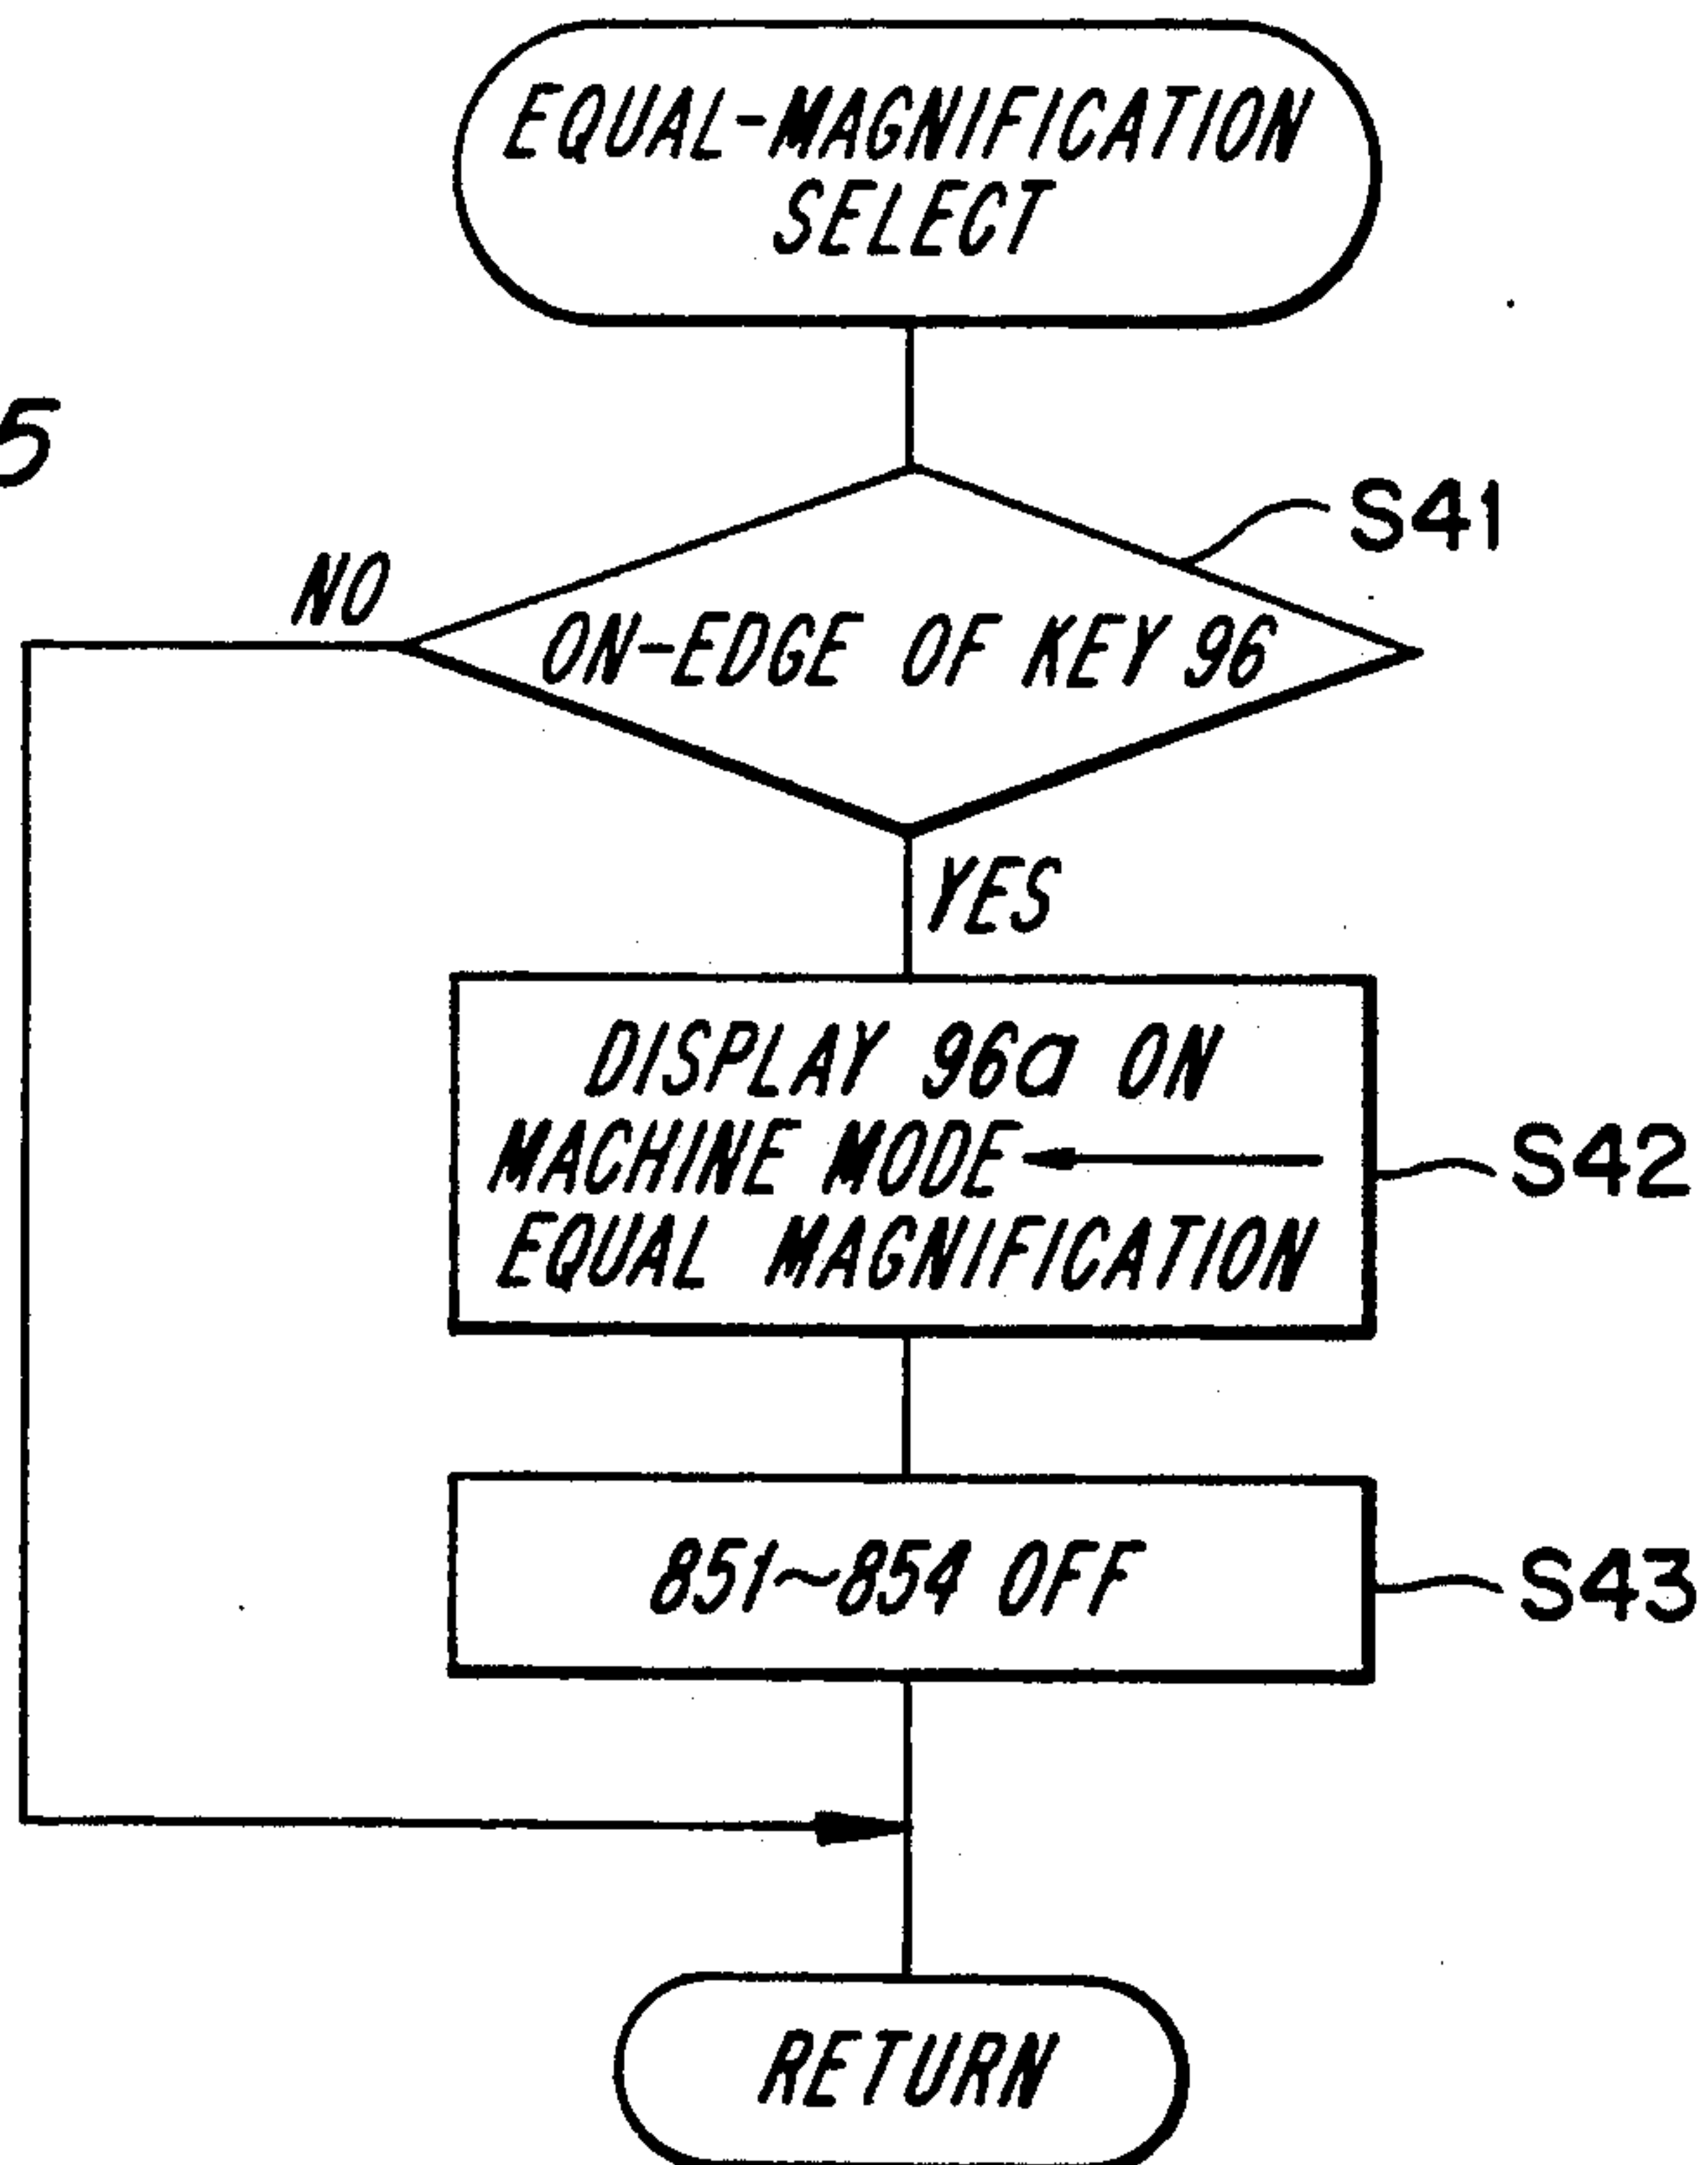 EQUAL-MAGNIFICATION
SELECT
5
S41
NO
ON-EDGE OF KEY 96
YES
DISPLAY 96a ON
MACHINE MODE ←
EQUAL MAGNIFICATION
S42
851~854 OFF
S43
RETURN